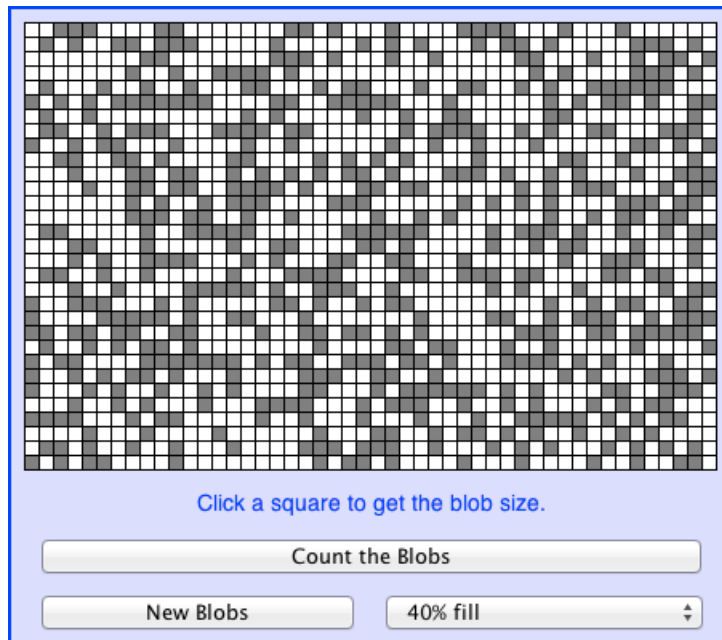 Click a square to get the blob size.
Count the Blobs
New Blobs
40% fill